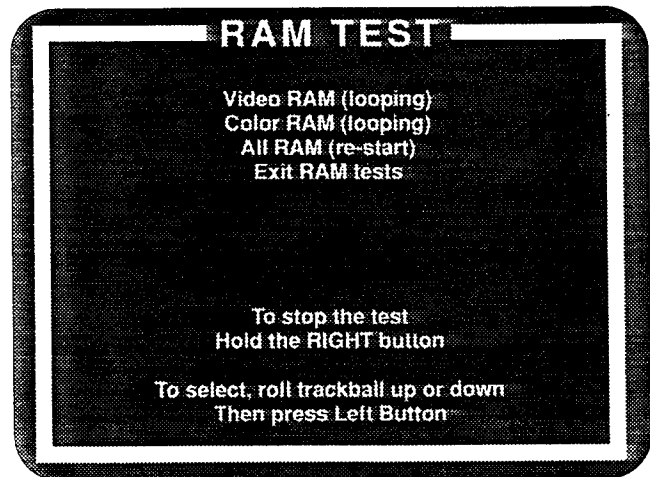 RAM TEST
Video RAM (looping)
Color RAM (looping)
All RAM (re-start)
Exit RAM tests
To stop the test
Hold the RIGHT button
To select, roll trackball up or down
Then press Left Button